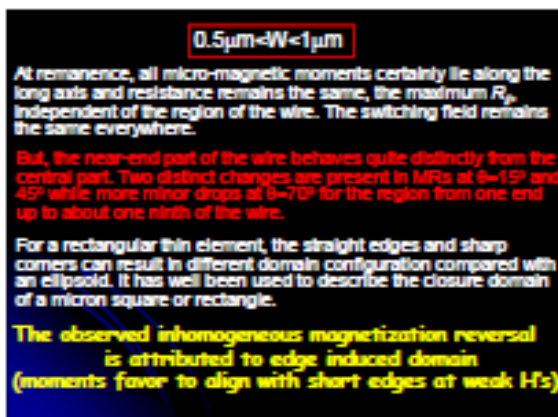 0.5μm<W<1μm
At remanence, all micro-magnetic moments certainly lie along the
long axis and resistance remains the same, the maximum
independent of the region of the wire. The switching field remains
the same everywhere.
But, the near-end part of the wire behaves quite distinctly from the
central part. Two distinct changes are present in MRs at θ=15º and
45º while more minor drops at θ=70º for the region from one end
up to about one ninth of the wire.
For a rectangular thin element, the straight edges and sharp
corners can result in different domain configuration compared with
an ellipsoid. It has well been used to describe the closure domain
of a micron square or rectangle.
The observed inhomogeneous magnetization reversal
is attributed to edge induced domain
(moments favor to align with short edges at weak H's)